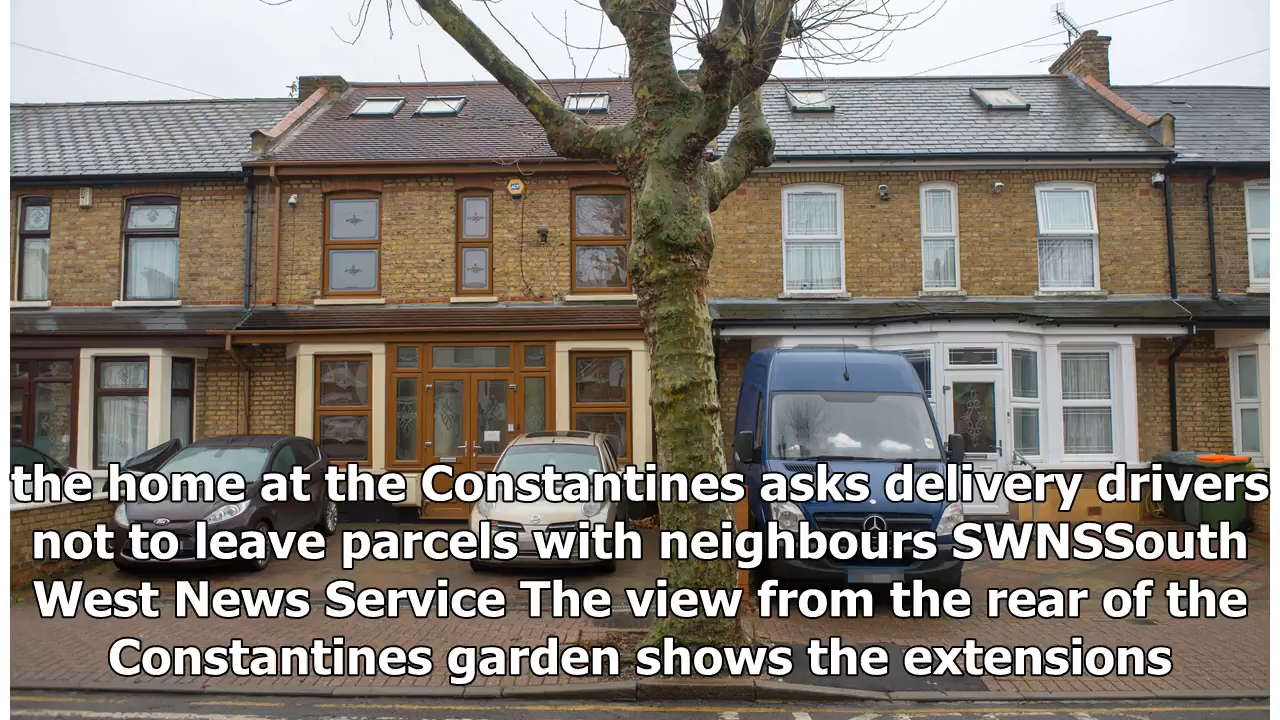 the home at the Constantines asks delivery drivers
not to leave parcels with neighbours SWNSSouth
West News Service The view from the rear of the
Constantines garden shows the extensions